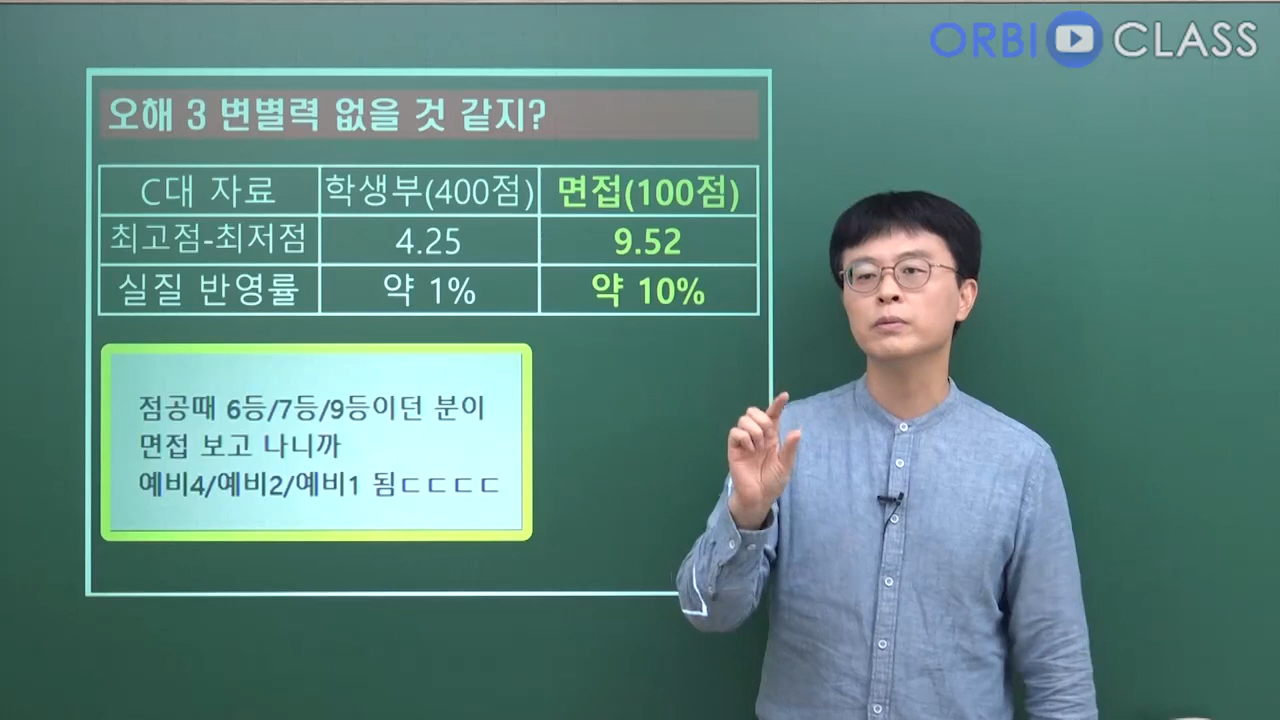 ORBI CLASS
오해 3 변별력 없을 것 같지?
C대 자료 학생부(400점) 면접(100점)
최고점-최저점 4.25 9.52
실질 반영률 약 1% 약 10%
점공때 6등/7등/9등이던 분이
면접 보고 나니까
예비4/예비2/예비1 됨ㄷㄷㄷㄷ